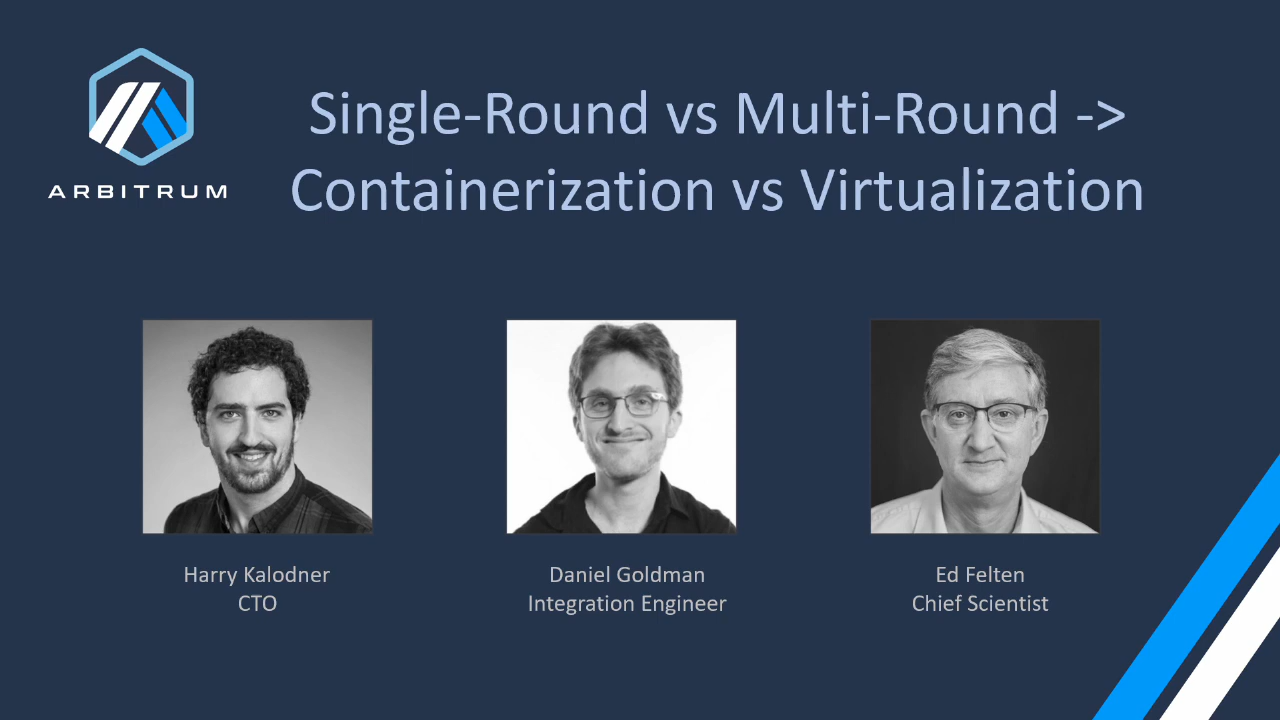 ARBITRUM
Single-Round vs Multi-Round ->
Containerization vs Virtualization
Harry Kalodner
CTO
Daniel Goldman
Integration Engineer
Ed Felten
Chief Scientist